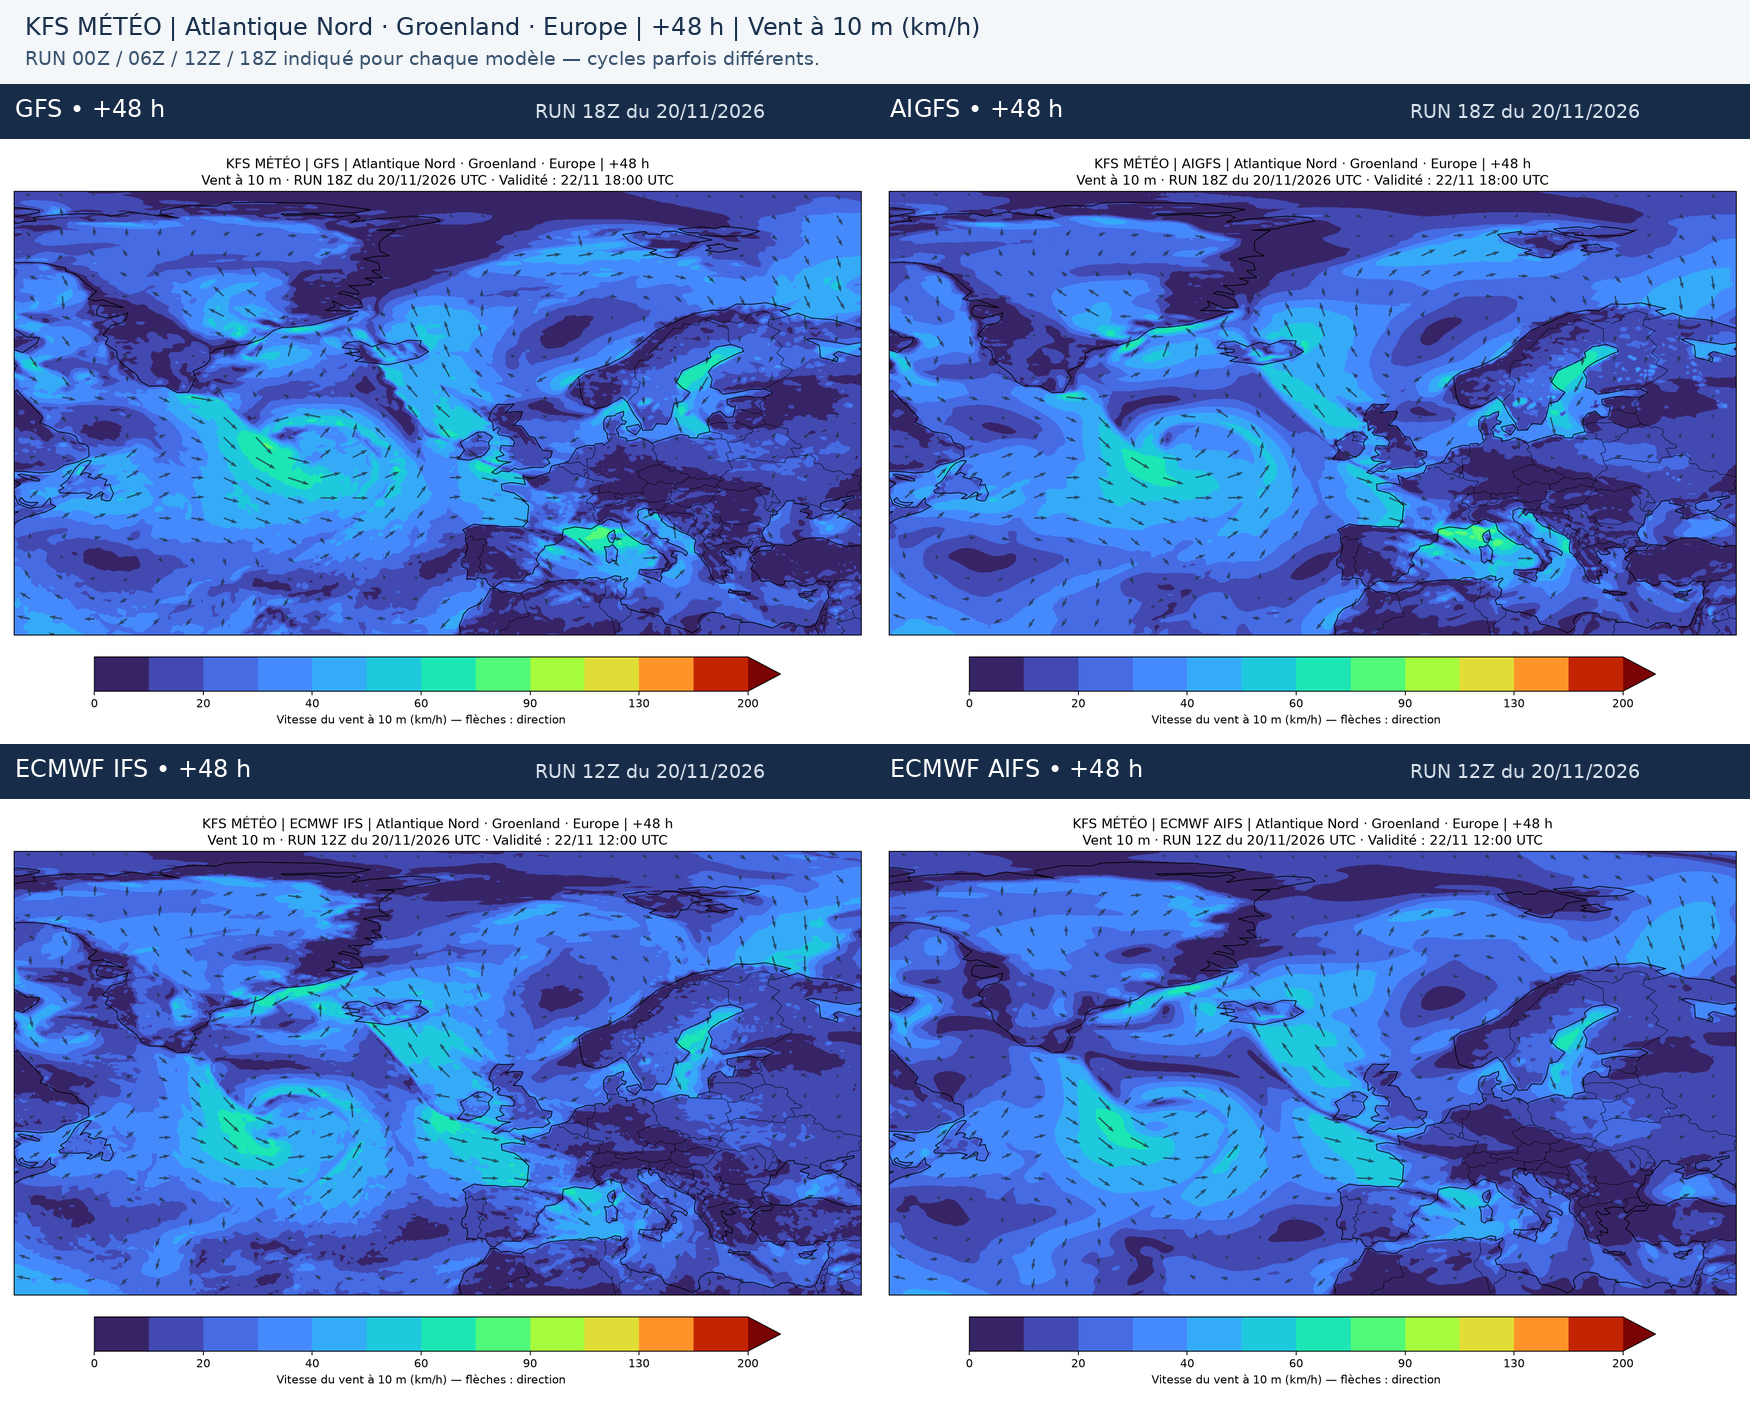 KFS MÉTÉO | Atlantique Nord · Groenland · Europe | +48 h | Vent à 10 m (km/h)
RUN 00Z / 06Z / 12Z / 18Z indiqué pour chaque modèle — cycles parfois différents.
GFS • +48 h
RUN 18Z du 20/11/2026
KFS MÉTÉO | GFS | Atlantique Nord · Groenland · Europe | +48 h
Vent à 10 m · RUN 18Z du 20/11/2026 UTC · Validité : 22/11 18:00 UTC
0 20 40 60 90 130 200
Vitesse du vent à 10 m (km/h) — flèches : direction
AIGFS • +48 h
RUN 18Z du 20/11/2026
KFS MÉTÉO | AIGFS | Atlantique Nord · Groenland · Europe | +48 h
Vent à 10 m · RUN 18Z du 20/11/2026 UTC · Validité : 22/11 18:00 UTC
0 20 40 60 90 130 200
Vitesse du vent à 10 m (km/h) — flèches : direction
ECMWF IFS • +48 h
RUN 12Z du 20/11/2026
KFS MÉTÉO | ECMWF IFS | Atlantique Nord · Groenland · Europe | +48 h
Vent 10 m · RUN 12Z du 20/11/2026 UTC · Validité : 22/11 12:00 UTC
0 20 40 60 90 130 200
Vitesse du vent à 10 m (km/h) — flèches : direction
ECMWF AIFS • +48 h
RUN 12Z du 20/11/2026
KFS MÉTÉO | ECMWF AIFS | Atlantique Nord · Groenland · Europe | +48 h
Vent 10 m · RUN 12Z du 20/11/2026 UTC · Validité : 22/11 12:00 UTC
0 20 40 60 90 130 200
Vitesse du vent à 10 m (km/h) — flèches : direction